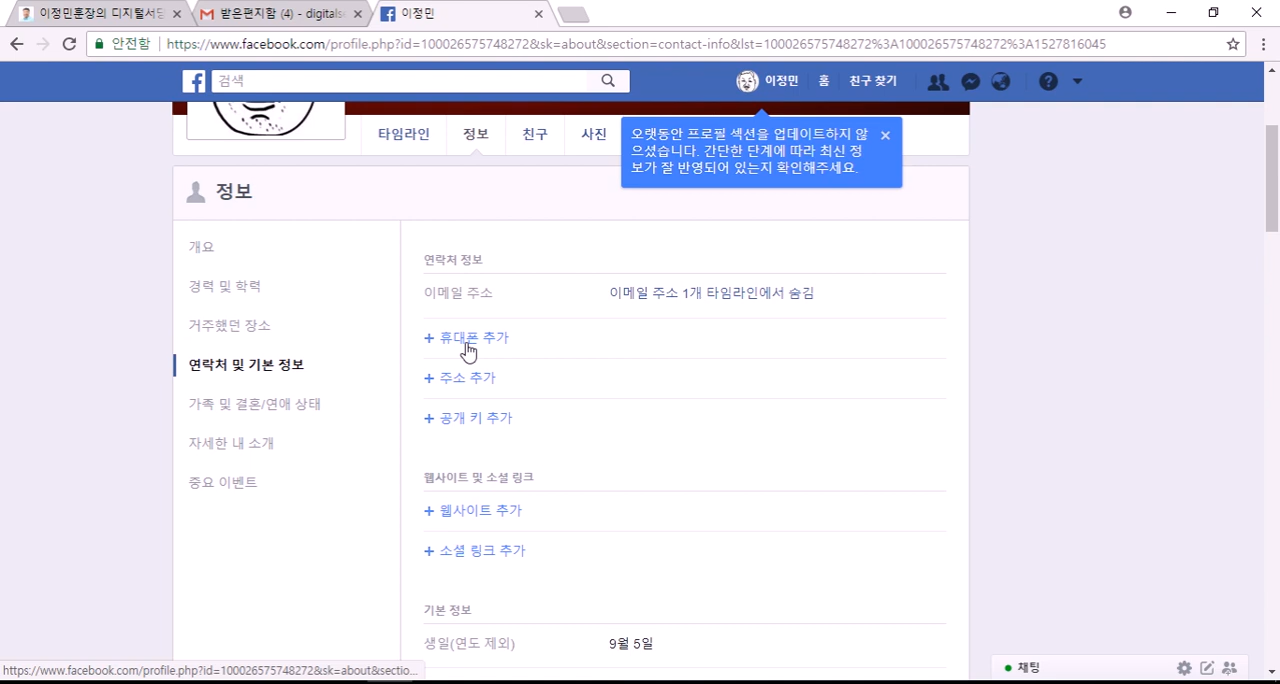 이정민훈장의 디지털서당
받은편지함 (4) - digitalse
이정민
안전함 https://www.facebook.com/profile.php?id=100026575748272&sk=about&section=contact-info&lst=100026575748272%3A100026575748272%3A1527816045
검색
이정민 홈 친구 찾기
타임라인 정보 친구 사진
오랫동안 프로필 섹션을 업데이트하지 않
으셨습니다. 간단한 단계에 따라 최신 정
보가 잘 반영되어 있는지 확인해주세요.
정보
개요
경력 및 학력
거주했던 장소
연락처 및 기본 정보
가족 및 결혼/연애 상태
자세한 내 소개
중요 이벤트
연락처 정보
이메일 주소 이메일 주소 1개 타임라인에서 숨김
+ 휴대폰 추가
+ 주소 추가
+ 공개 키 추가
웹사이트 및 소셜 링크
+ 웹사이트 추가
+ 소셜 링크 추가
기본 정보
생일(연도 제외) 9월 5일
채팅
https://www.facebook.com/profile.php?id=100026575748272&sk=about&sectio...